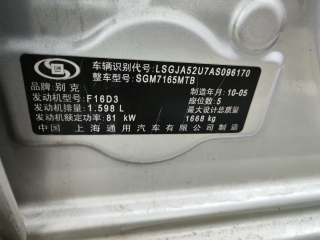 车辆识别代号: LSGJA52U7AS096170
整车型号: SGM7165MTB
品牌: 别克
制造年月: 10-05
发动机型号: F16D3
座位数: 5
发动机排量: 1.598 L
最大设计总质量
发动机额定功率: 81 kW
1668 kg
中国 上海通用汽车有限公司制造